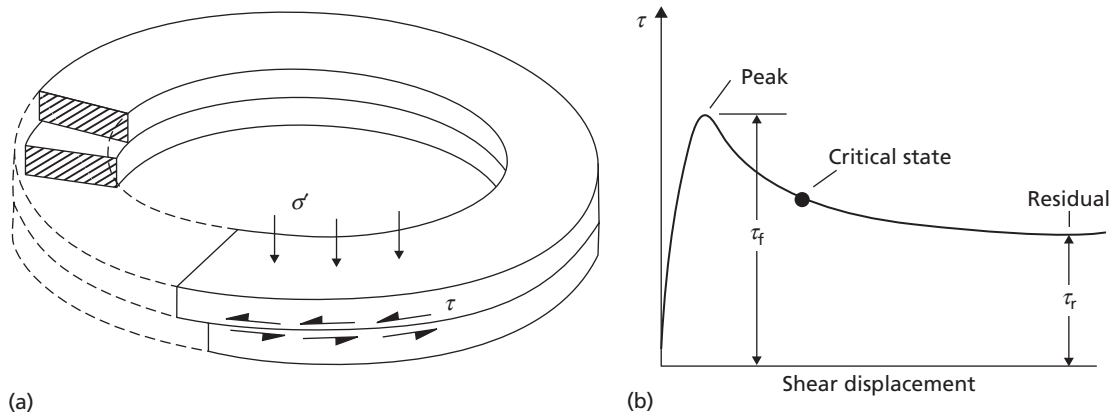 σ′
τ
(a)
τ
Peak
Critical state
Residual
τf
τr
Shear displacement
(b)